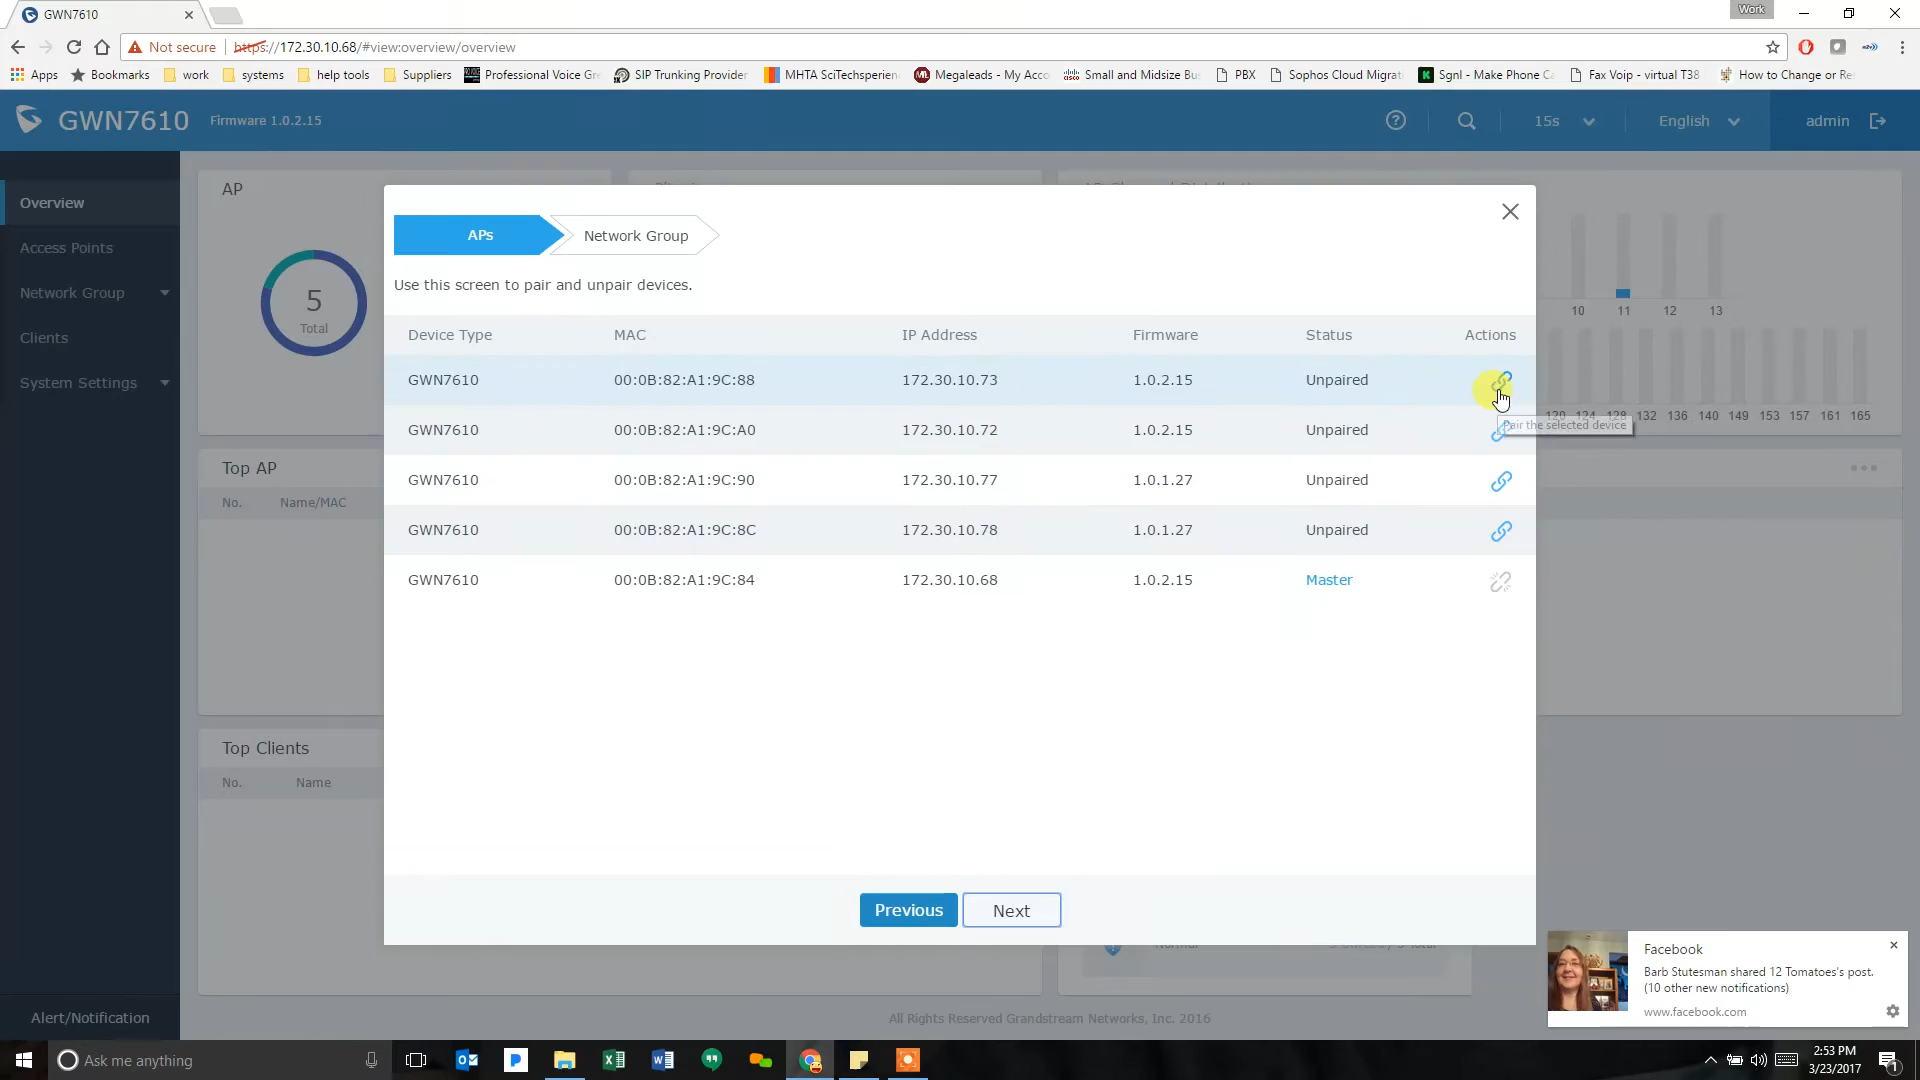 GWN7610
Work
Not secure https://172.30.10.68/#view:overview/overview
Apps Bookmarks work systems help tools Suppliers Professional Voice Gr SIP Trunking Provider MHTA SciTechsperien Megaleads - My Acco Small and Midsize Bu PBX Sophos Cloud Migrat Sgnl - Make Phone Ca Fax Voip - virtual T38 How to Change or Re
GWN7610 Firmware 1.0.2.15 15s English admin
Overview
Access Points
Network Group
Clients
System Settings
Alert/Notification
AP
5
Total
Top AP
No. Name/MAC
Top Clients
No. Name
APs Network Group
Use this screen to pair and unpair devices.
Device Type MAC IP Address Firmware Status Actions
GWN7610 00:0B:82:A1:9C:88 172.30.10.73 1.0.2.15 Unpaired
GWN7610 00:0B:82:A1:9C:A0 172.30.10.72 1.0.2.15 Unpaired
GWN7610 00:0B:82:A1:9C:90 172.30.10.77 1.0.1.27 Unpaired
GWN7610 00:0B:82:A1:9C:8C 172.30.10.78 1.0.1.27 Unpaired
GWN7610 00:0B:82:A1:9C:84 172.30.10.68 1.0.2.15 Master
Pair the selected device
Previous Next
10 11 12 13
120 124 128 132 136 140 149 153 157 161 165
All Rights Reserved Grandstream Networks, Inc. 2016
Facebook
Barb Stutesman shared 12 Tomatoes's post.
(10 other new notifications)
www.facebook.com
Ask me anything
2:53 PM
3/23/2017
1